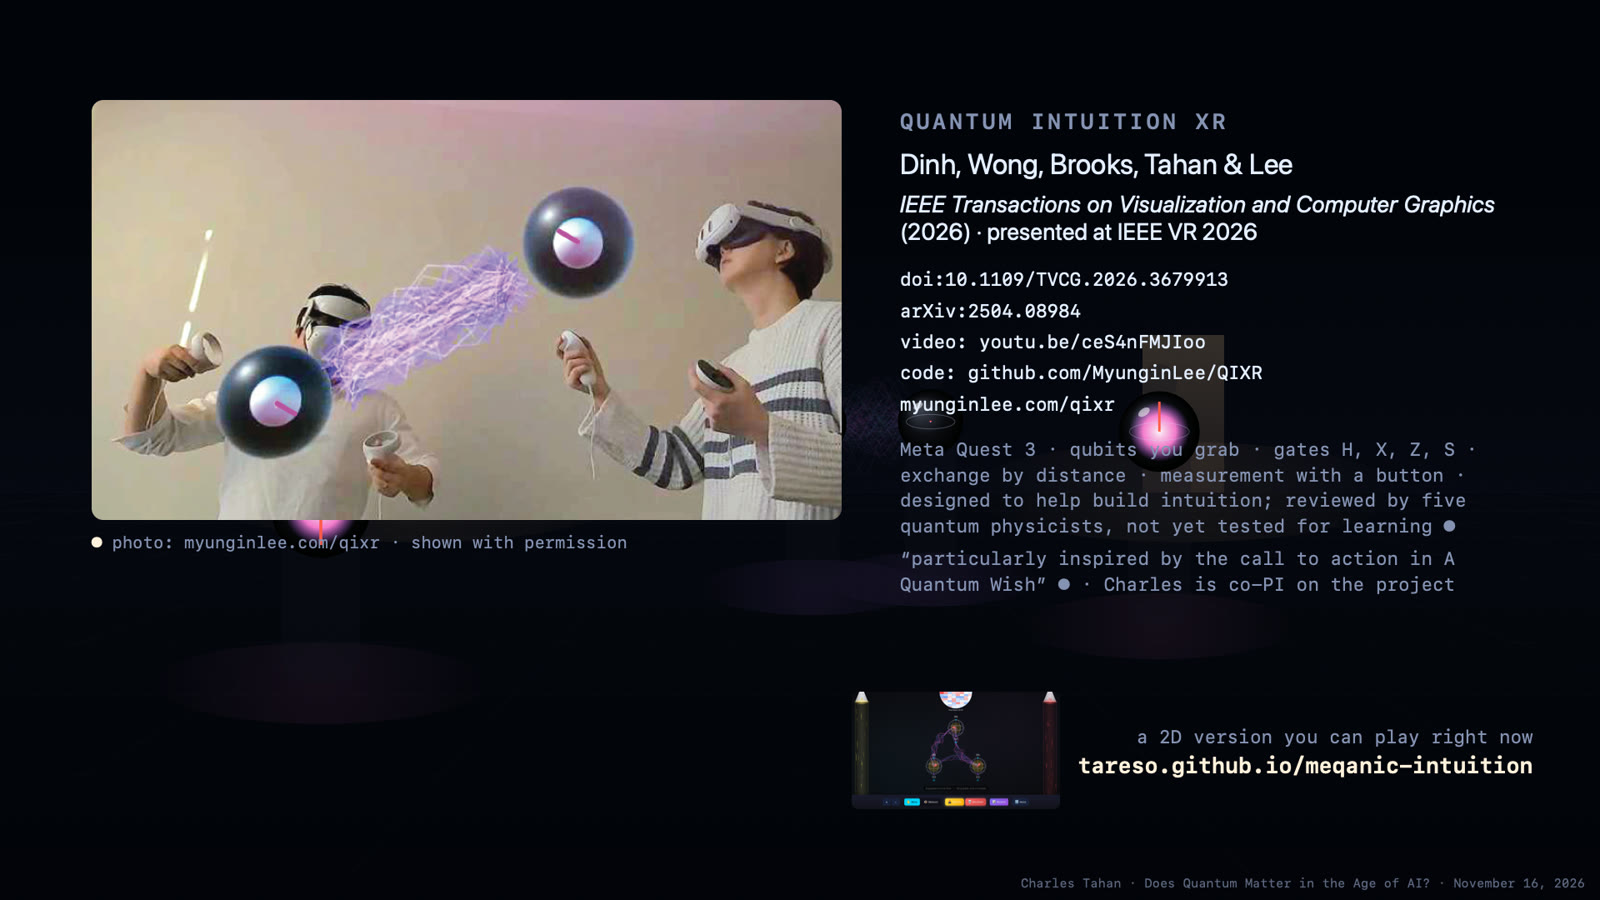 QUANTUM INTUITION XR
Dinh, Wong, Brooks, Tahan & Lee
IEEE Transactions on Visualization and Computer Graphics
(2026) · presented at IEEE VR 2026
doi:10.1109/TVCG.2026.3679913
arXiv:2504.08984
video: youtu.be/ceS4nFMJIoo
code: github.com/MyunginLee/QIXR
myunginlee.com/qixr
Meta Quest 3 · qubits you grab · gates H, X, Z, S ·
exchange by distance · measurement with a button ·
designed to help build intuition; reviewed by five
quantum physicists, not yet tested for learning ●
“particularly inspired by the call to action in A
Quantum Wish” ● · Charles is co-PI on the project
● photo: myunginlee.com/qixr · shown with permission
a 2D version you can play right now
tareso.github.io/meqanic-intuition
Charles Tahan · Does Quantum Matter in the Age of AI? · November 16, 2026